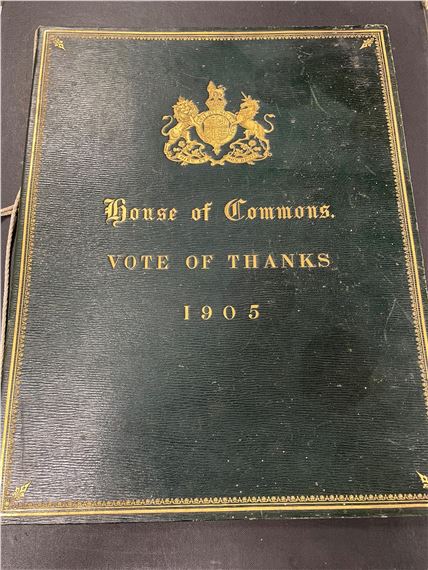 House of Commons.
VOTE OF THANKS
1905